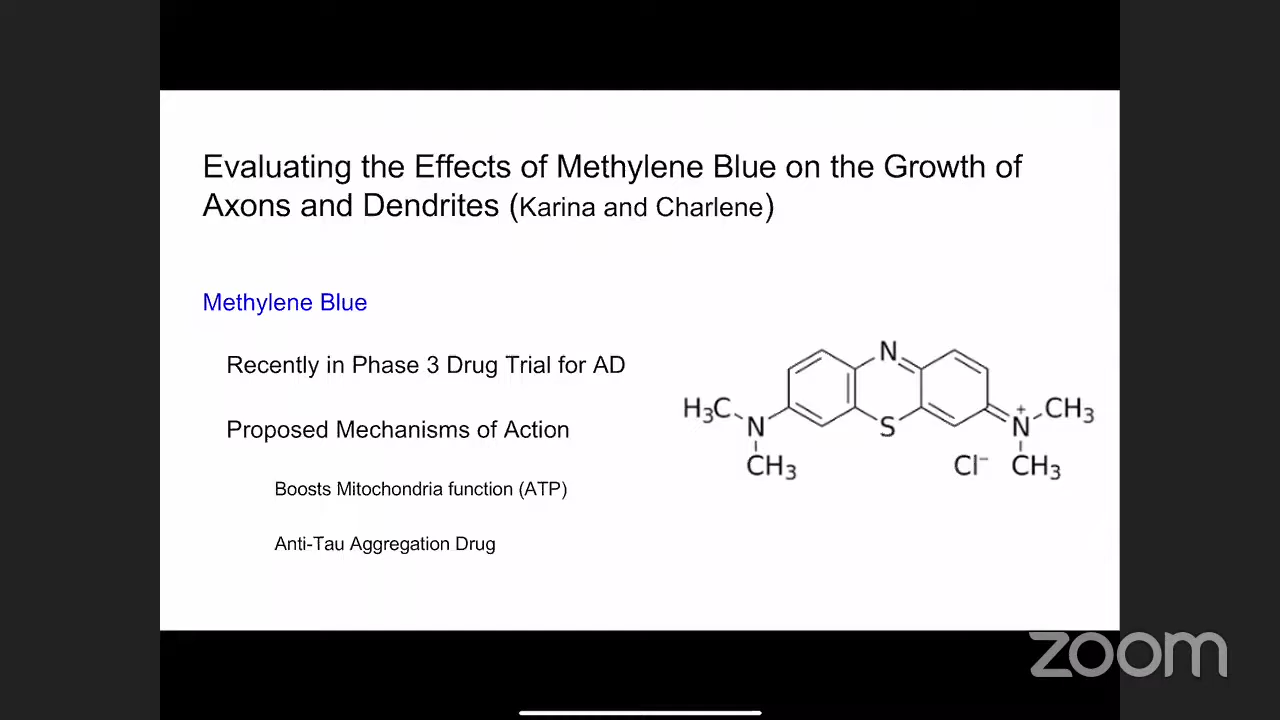 Evaluating the Effects of Methylene Blue on the Growth of
Axons and Dendrites (Karina and Charlene)
Methylene Blue
Recently in Phase 3 Drug Trial for AD
Proposed Mechanisms of Action
Boosts Mitochondria function (ATP)
Anti-Tau Aggregation Drug
N
H₃C
N
S
N⁺
CH₃
CH₃
Cl⁻
CH₃
zoom